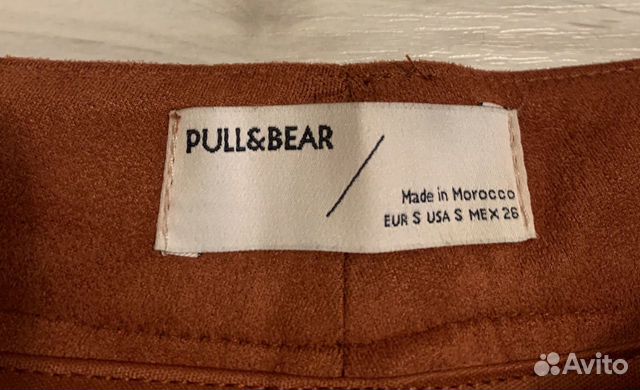 PULL&BEAR
Made in Morocco
EUR S USA S MEX 26
Avito